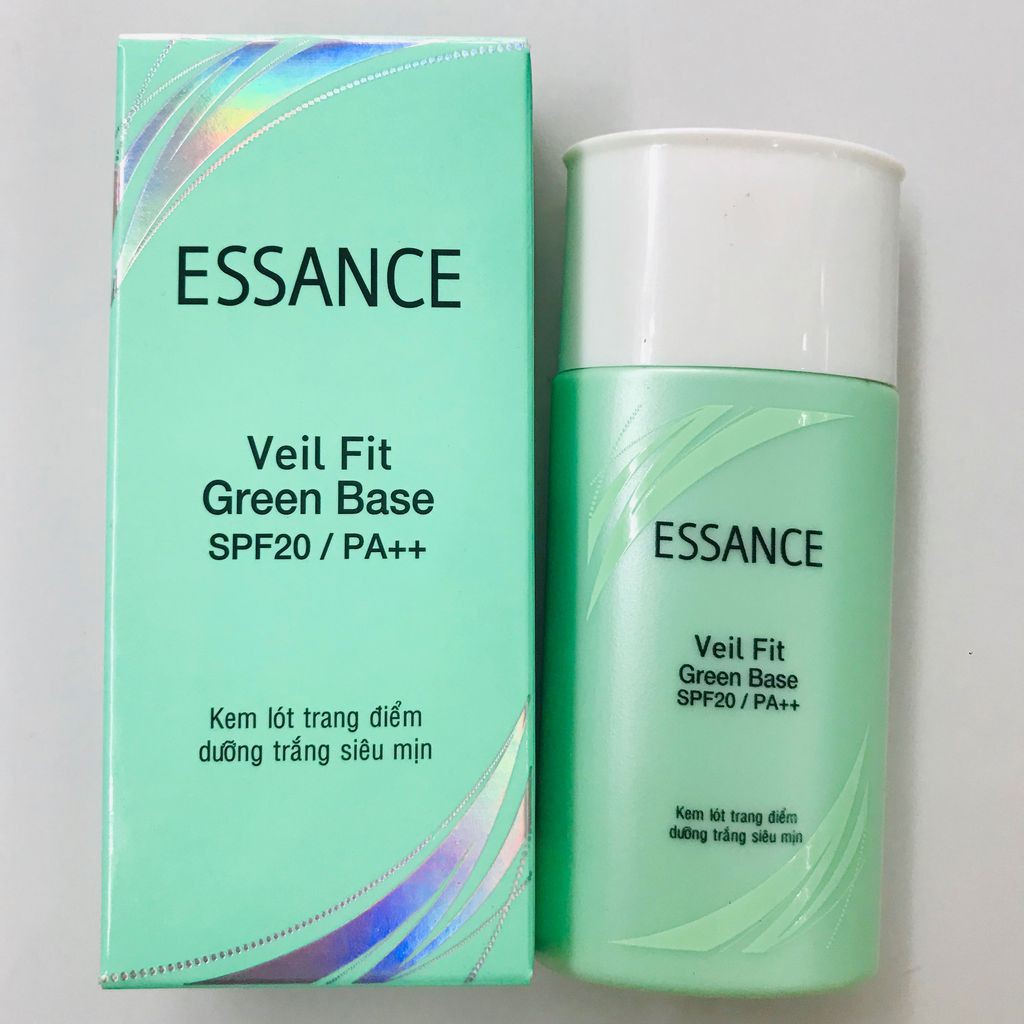 ESSANCE
Veil Fit
Green Base
SPF20 / PA++
Kem lót trang điểm
dưỡng trắng siêu mịn
ESSANCE
Veil Fit
Green Base
SPF20 / PA++
Kem lót trang điểm
dưỡng trắng siêu mịn